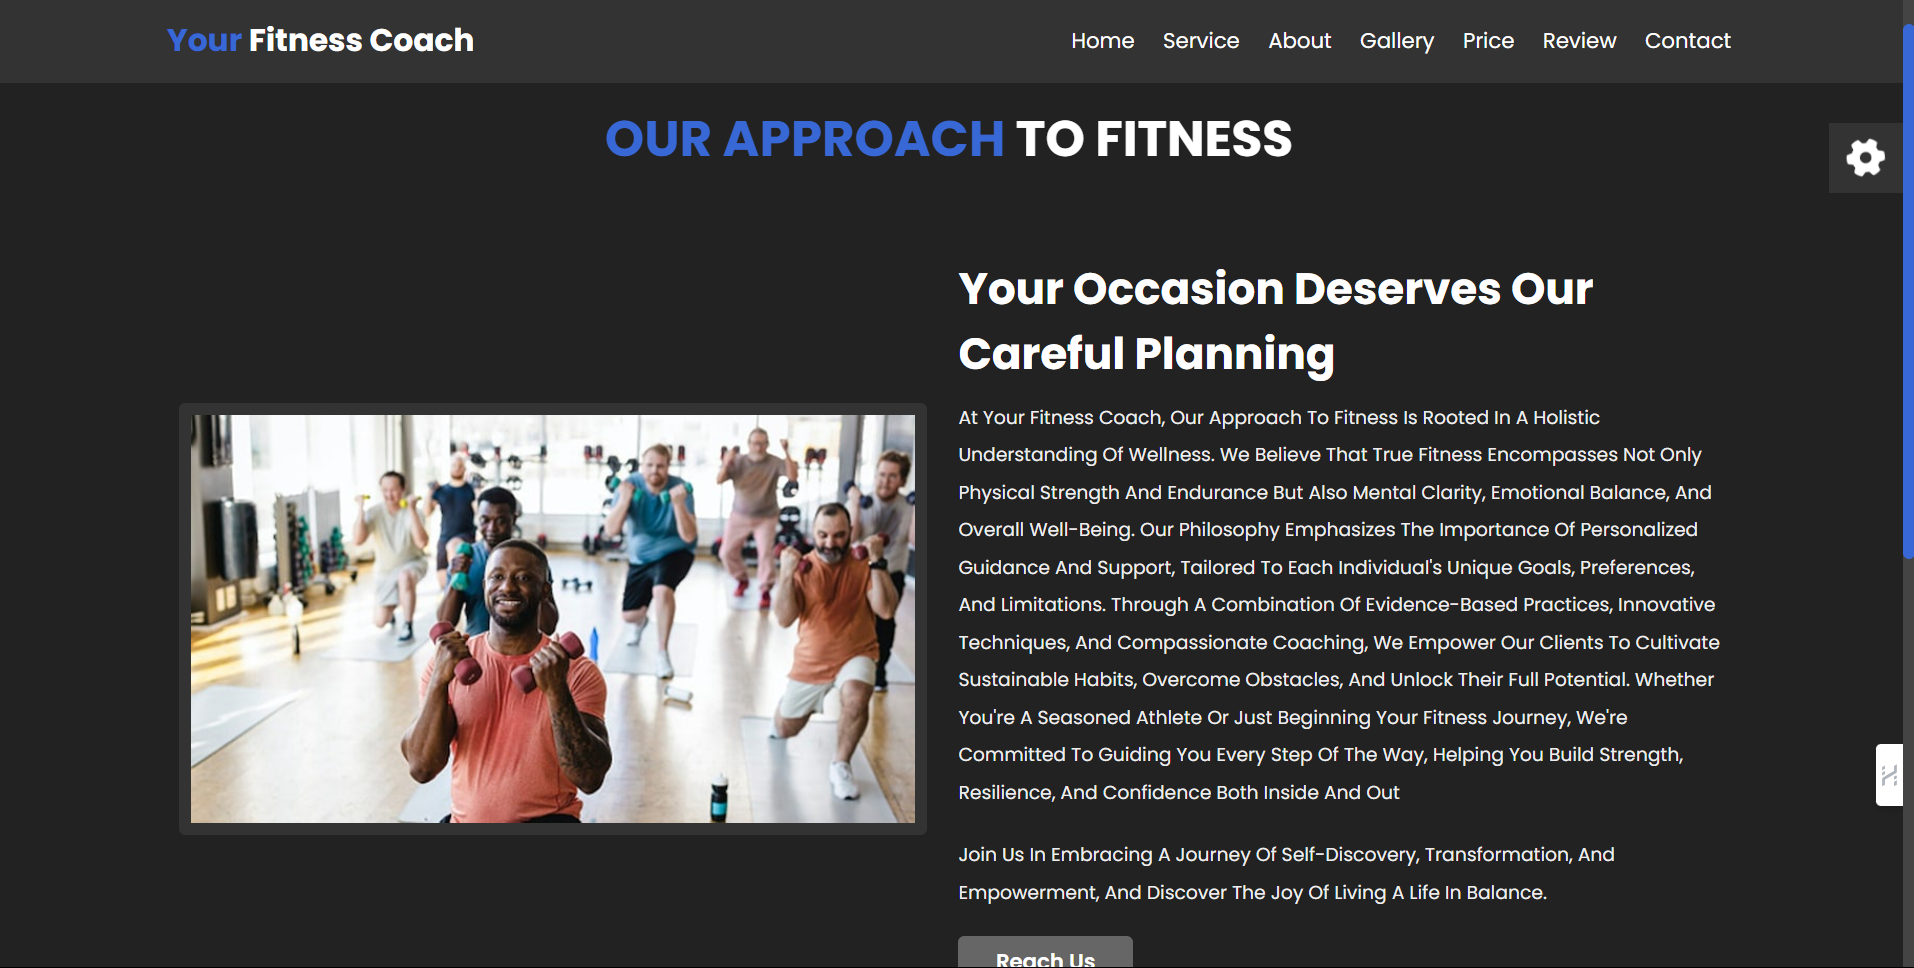 Your Fitness Coach
Home Service About Gallery Price Review Contact
OUR APPROACH TO FITNESS
Your Occasion Deserves Our
Careful Planning
At Your Fitness Coach, Our Approach To Fitness Is Rooted In A Holistic
Understanding Of Wellness. We Believe That True Fitness Encompasses Not Only
Physical Strength And Endurance But Also Mental Clarity, Emotional Balance, And
Overall Well-Being. Our Philosophy Emphasizes The Importance Of Personalized
Guidance And Support, Tailored To Each Individual's Unique Goals, Preferences,
And Limitations. Through A Combination Of Evidence-Based Practices, Innovative
Techniques, And Compassionate Coaching, We Empower Our Clients To Cultivate
Sustainable Habits, Overcome Obstacles, And Unlock Their Full Potential. Whether
You're A Seasoned Athlete Or Just Beginning Your Fitness Journey, We're
Committed To Guiding You Every Step Of The Way, Helping You Build Strength,
Resilience, And Confidence Both Inside And Out
Join Us In Embracing A Journey Of Self-Discovery, Transformation, And
Empowerment, And Discover The Joy Of Living A Life In Balance.
Reach Us